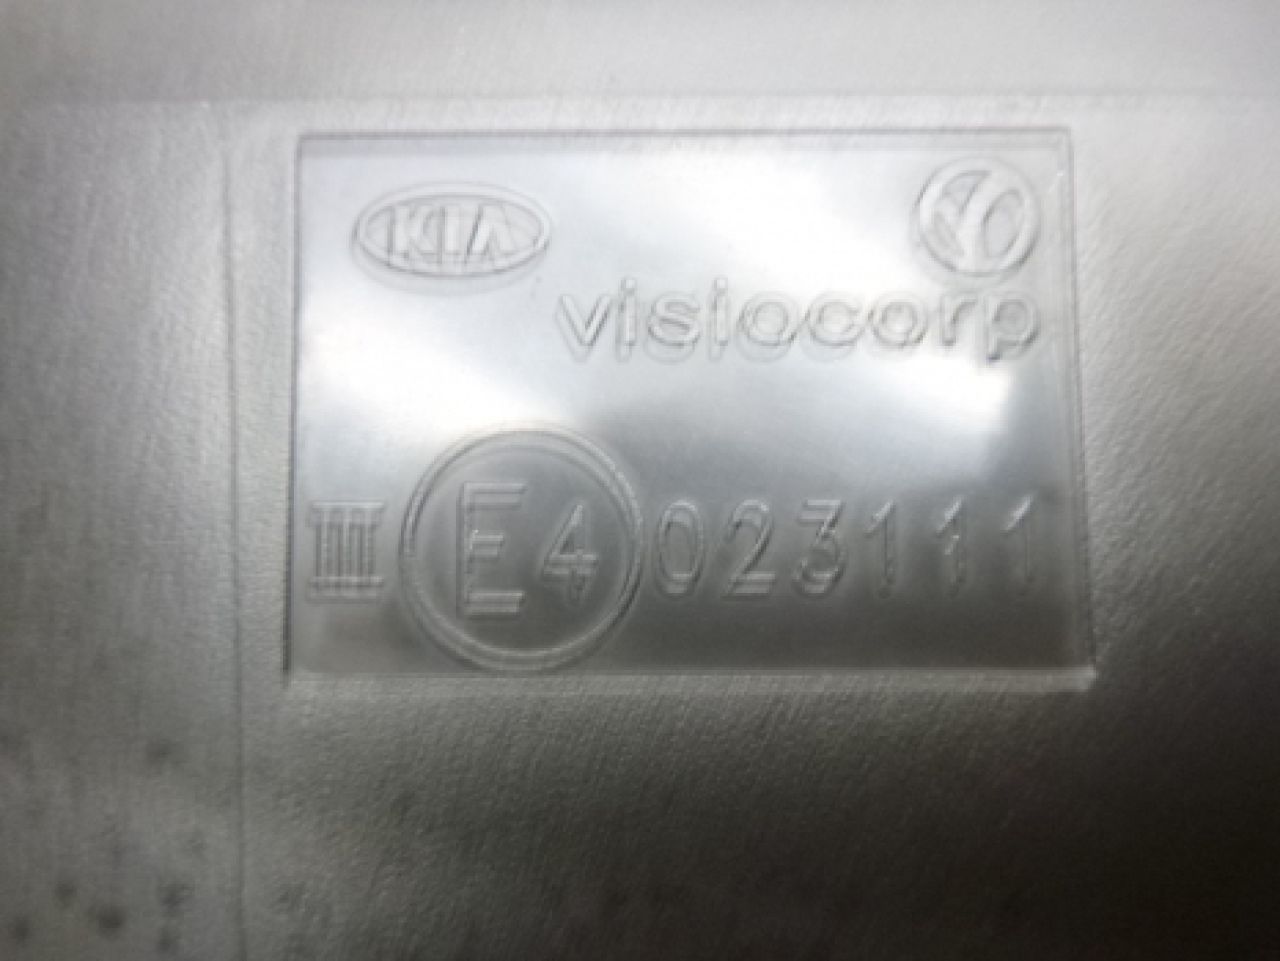 KIA
visiocorp
III E4 023111